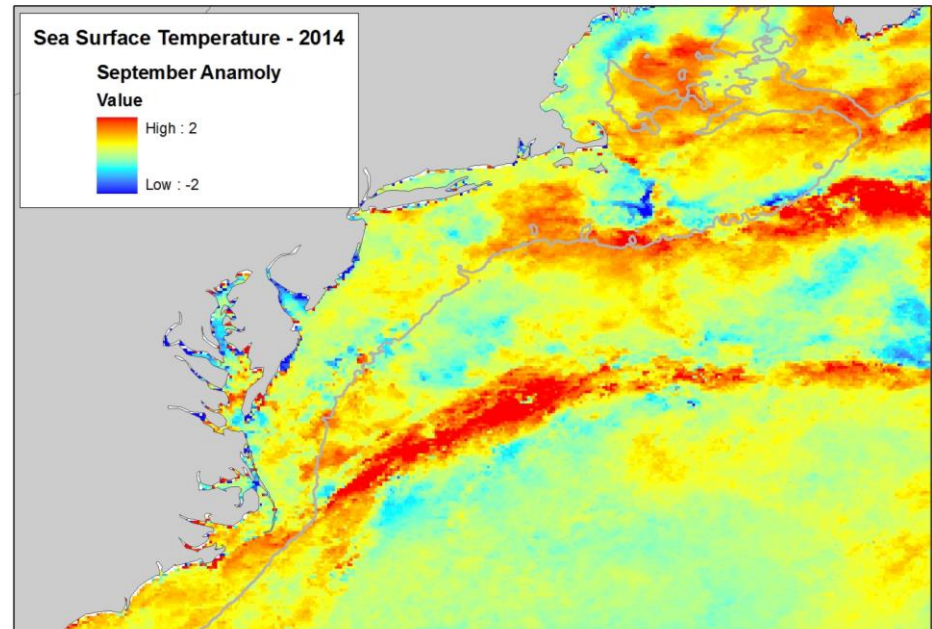 Sea Surface Temperature - 2014
September Anamoly
Value
High : 2
Low : -2